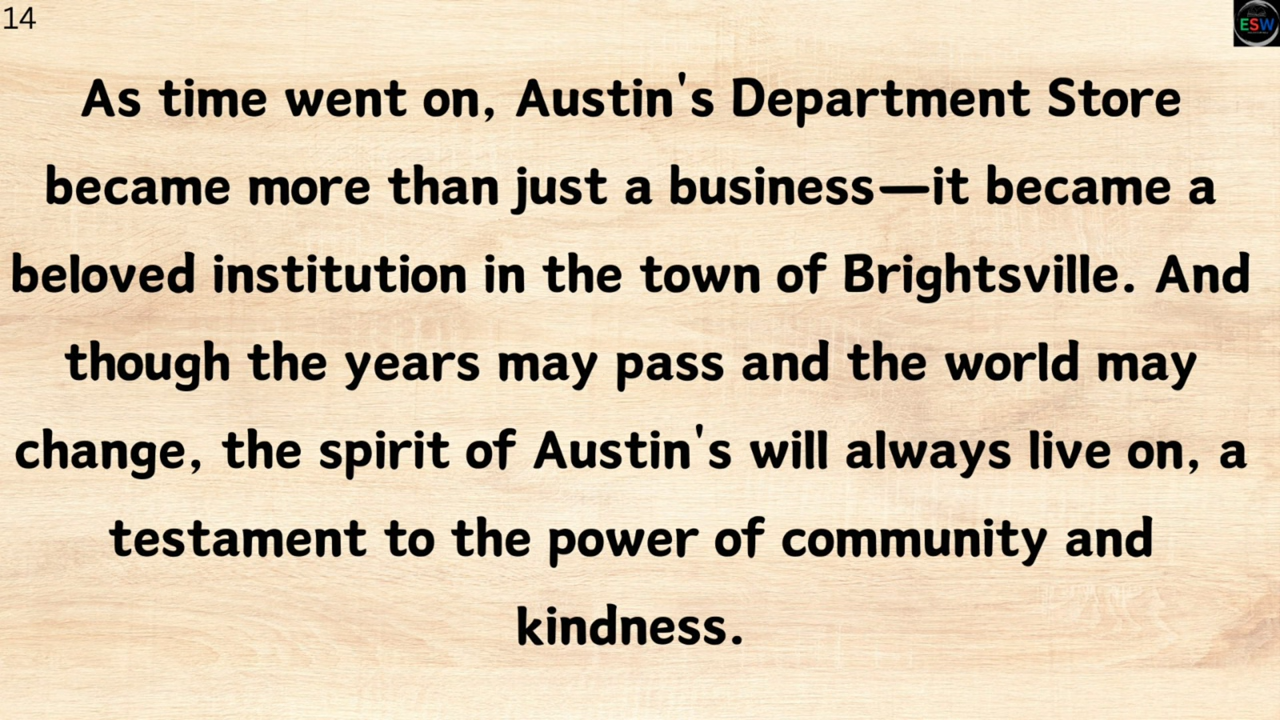 14
ESW
As time went on, Austin's Department Store
became more than just a business—it became a
beloved institution in the town of Brightsville. And
though the years may pass and the world may
change, the spirit of Austin's will always live on, a
testament to the power of community and
kindness.